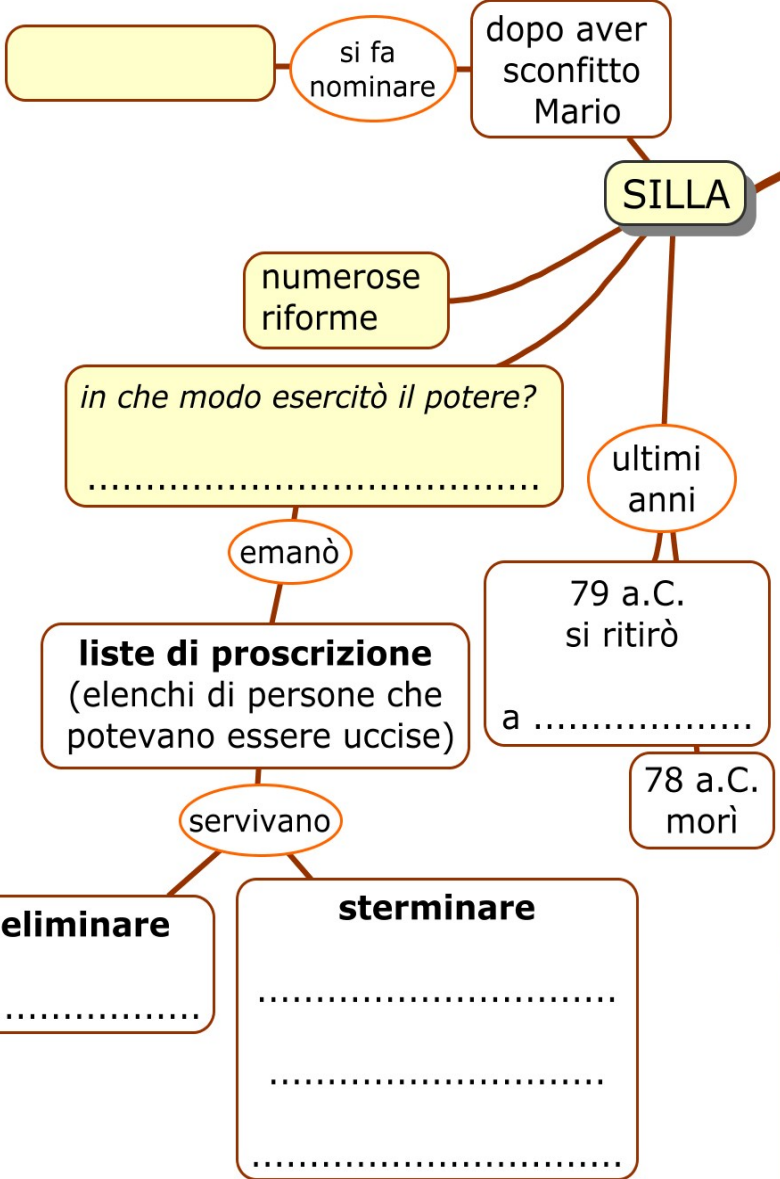 si fa
nominare
dopo aver
sconfitto
Mario
SILLA
numerose
riforme
in che modo esercitò il potere?
.......................................
emanò
liste di proscrizione
(elenchi di persone che
potevano essere uccise)
servivano
eliminare
.................
sterminare
...............................
.............................
................................
ultimi
anni
79 a.C.
si ritirò
a ...................
78 a.C.
morì